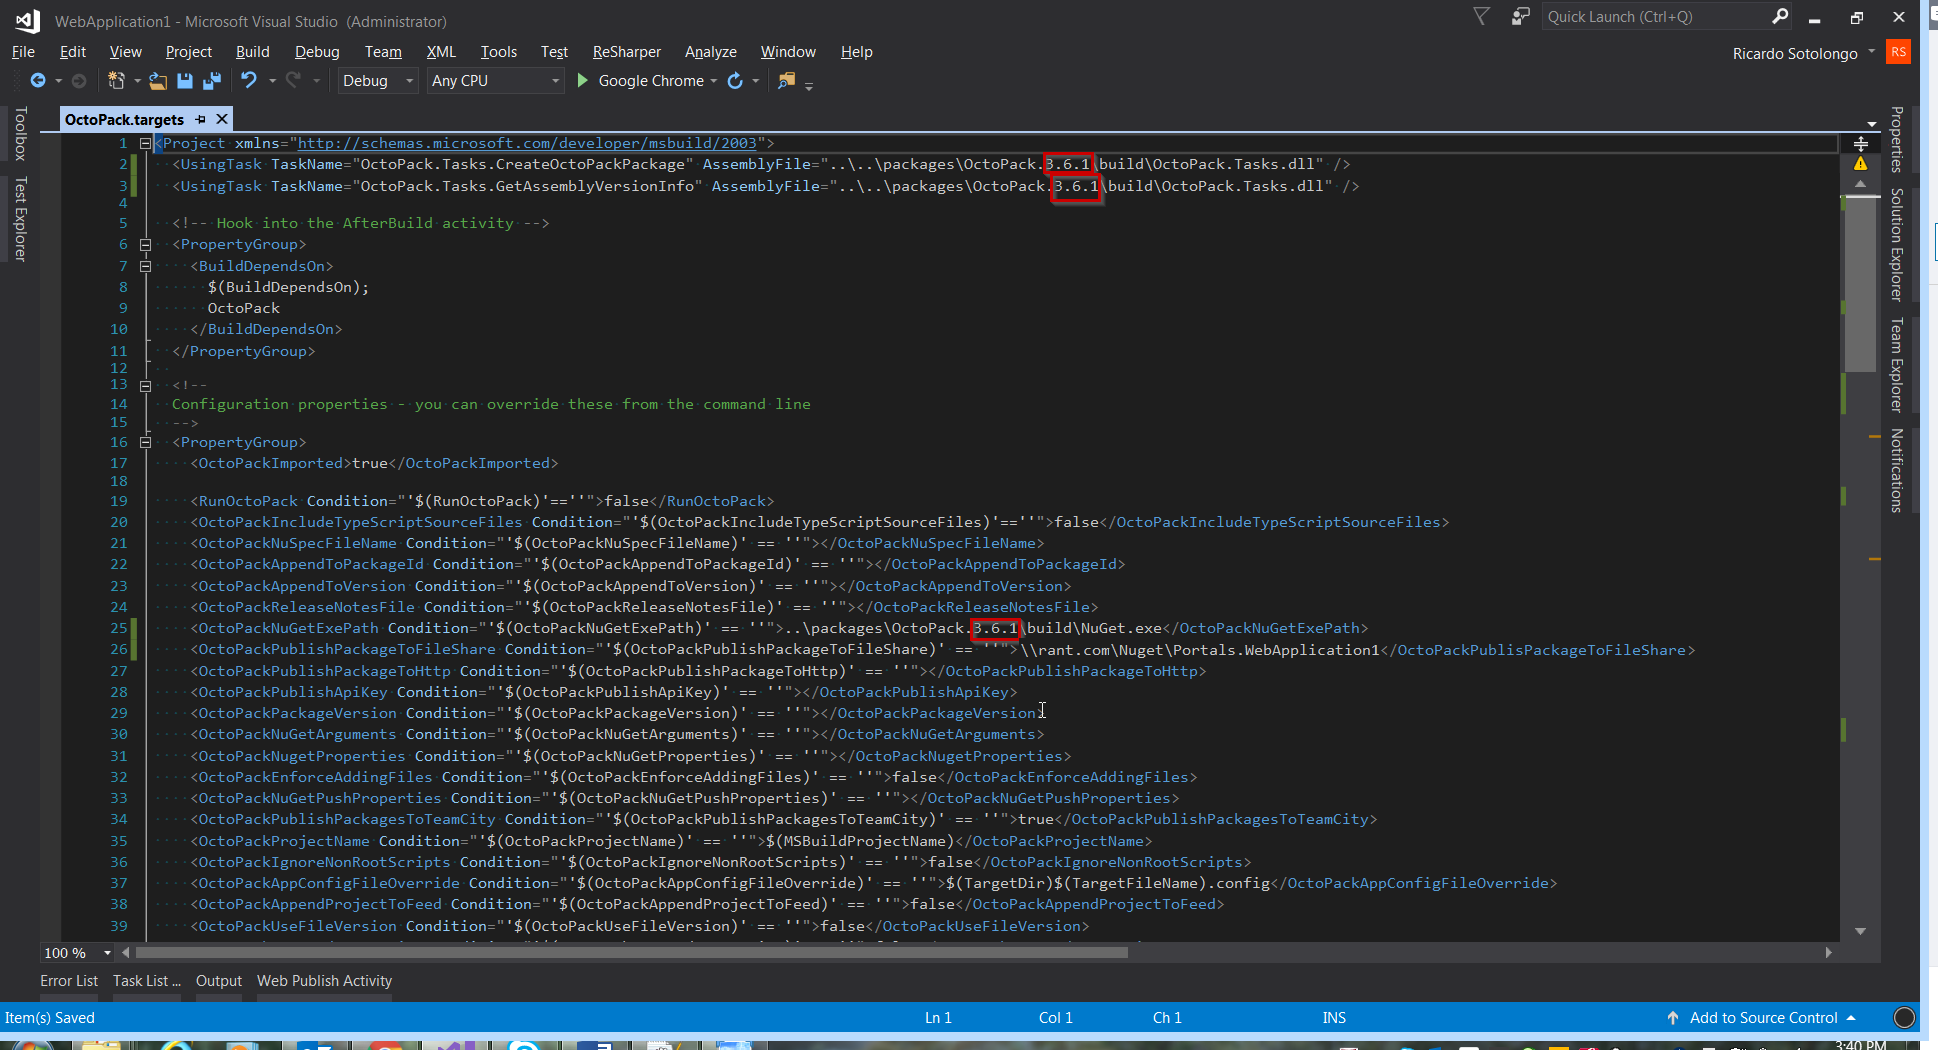 WebApplication1 - Microsoft Visual Studio (Administrator)
Quick Launch (Ctrl+Q)
File Edit View Project Build Debug Team XML Tools Test ReSharper Analyze Window Help
Ricardo Sotolongo RS
Debug Any CPU Google Chrome
Toolbox
Test Explorer
OctoPack.targets
1 <Project xmlns="http://schemas.microsoft.com/developer/msbuild/2003">
2 <UsingTask TaskName="OctoPack.Tasks.CreateOctoPackPackage" AssemblyFile="..\..\packages\OctoPack.3.6.1\build\OctoPack.Tasks.dll" />
3 <UsingTask TaskName="OctoPack.Tasks.GetAssemblyVersionInfo" AssemblyFile="..\..\packages\OctoPack.3.6.1\build\OctoPack.Tasks.dll" />
4
5 <!-- Hook into the AfterBuild activity -->
6 <PropertyGroup>
7 <BuildDependsOn>
8 $(BuildDependsOn);
9 OctoPack
10 </BuildDependsOn>
11 </PropertyGroup>
12
13 <!--
14 Configuration properties - you can override these from the command line
15 -->
16 <PropertyGroup>
17 <OctoPackImported>true</OctoPackImported>
18
19 <RunOctoPack Condition="'$(RunOctoPack)'==''">false</RunOctoPack>
20 <OctoPackIncludeTypeScriptSourceFiles Condition="'$(OctoPackIncludeTypeScriptSourceFiles)'==''">false</OctoPackIncludeTypeScriptSourceFiles>
21 <OctoPackNuSpecFileName Condition="'$(OctoPackNuSpecFileName)' == ''"></OctoPackNuSpecFileName>
22 <OctoPackAppendToPackageId Condition="'$(OctoPackAppendToPackageId)' == ''"></OctoPackAppendToPackageId>
23 <OctoPackAppendToVersion Condition="'$(OctoPackAppendToVersion)' == ''"></OctoPackAppendToVersion>
24 <OctoPackReleaseNotesFile Condition="'$(OctoPackReleaseNotesFile)' == ''"></OctoPackReleaseNotesFile>
25 <OctoPackNuGetExePath Condition="'$(OctoPackNuGetExePath)' == ''">..\packages\OctoPack.3.6.1\build\NuGet.exe</OctoPackNuGetExePath>
26 <OctoPackPublishPackageToFileShare Condition="'$(OctoPackPublishPackageToFileShare)' == ''">\\rant.com\Nuget\Portals.WebApplication1</OctoPackPublisPackageToFileShare>
27 <OctoPackPublishPackageToHttp Condition="'$(OctoPackPublishPackageToHttp)' == ''"></OctoPackPublishPackageToHttp>
28 <OctoPackPublishApiKey Condition="'$(OctoPackPublishApiKey)' == ''"></OctoPackPublishApiKey>
29 <OctoPackPackageVersion Condition="'$(OctoPackPackageVersion)' == ''"></OctoPackPackageVersion>
30 <OctoPackNuGetArguments Condition="'$(OctoPackNuGetArguments)' == ''"></OctoPackNuGetArguments>
31 <OctoPackNugetProperties Condition="'$(OctoPackNuGetProperties)' == ''"></OctoPackNugetProperties>
32 <OctoPackEnforceAddingFiles Condition="'$(OctoPackEnforceAddingFiles)' == ''">false</OctoPackEnforceAddingFiles>
33 <OctoPackNuGetPushProperties Condition="'$(OctoPackNuGetPushProperties)' == ''"></OctoPackNuGetPushProperties>
34 <OctoPackPublishPackagesToTeamCity Condition="'$(OctoPackPublishPackagesToTeamCity)' == ''">true</OctoPackPublishPackagesToTeamCity>
35 <OctoPackProjectName Condition="'$(OctoPackProjectName)' == ''">$(MSBuildProjectName)</OctoPackProjectName>
36 <OctoPackIgnoreNonRootScripts Condition="'$(OctoPackIgnoreNonRootScripts)' == ''">false</OctoPackIgnoreNonRootScripts>
37 <OctoPackAppConfigFileOverride Condition="'$(OctoPackAppConfigFileOverride)' == ''">$(TargetDir)$(TargetFileName).config</OctoPackAppConfigFileOverride>
38 <OctoPackAppendProjectToFeed Condition="'$(OctoPackAppendProjectToFeed)' == ''">false</OctoPackAppendProjectToFeed>
39 <OctoPackUseFileVersion Condition="'$(OctoPackUseFileVersion)' == ''">false</OctoPackUseFileVersion>
Properties
Solution Explorer
Team Explorer
Notifications
100 %
Error List Task List ... Output Web Publish Activity
Item(s) Saved Ln 1 Col 1 Ch 1 INS Add to Source Control
3:40 PM